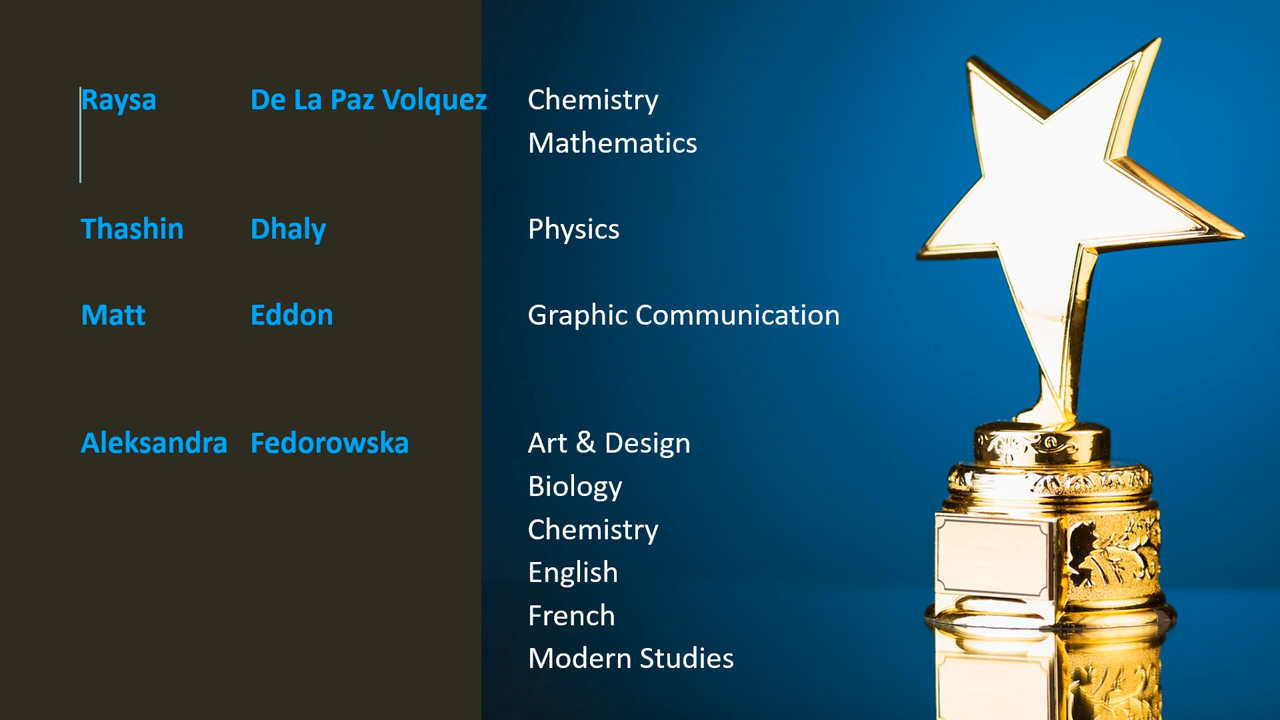 Raysa De La Paz Volquez Chemistry
Mathematics
Thashin Dhaly Physics
Matt Eddon Graphic Communication
Aleksandra Fedorowska Art & Design
Biology
Chemistry
English
French
Modern Studies